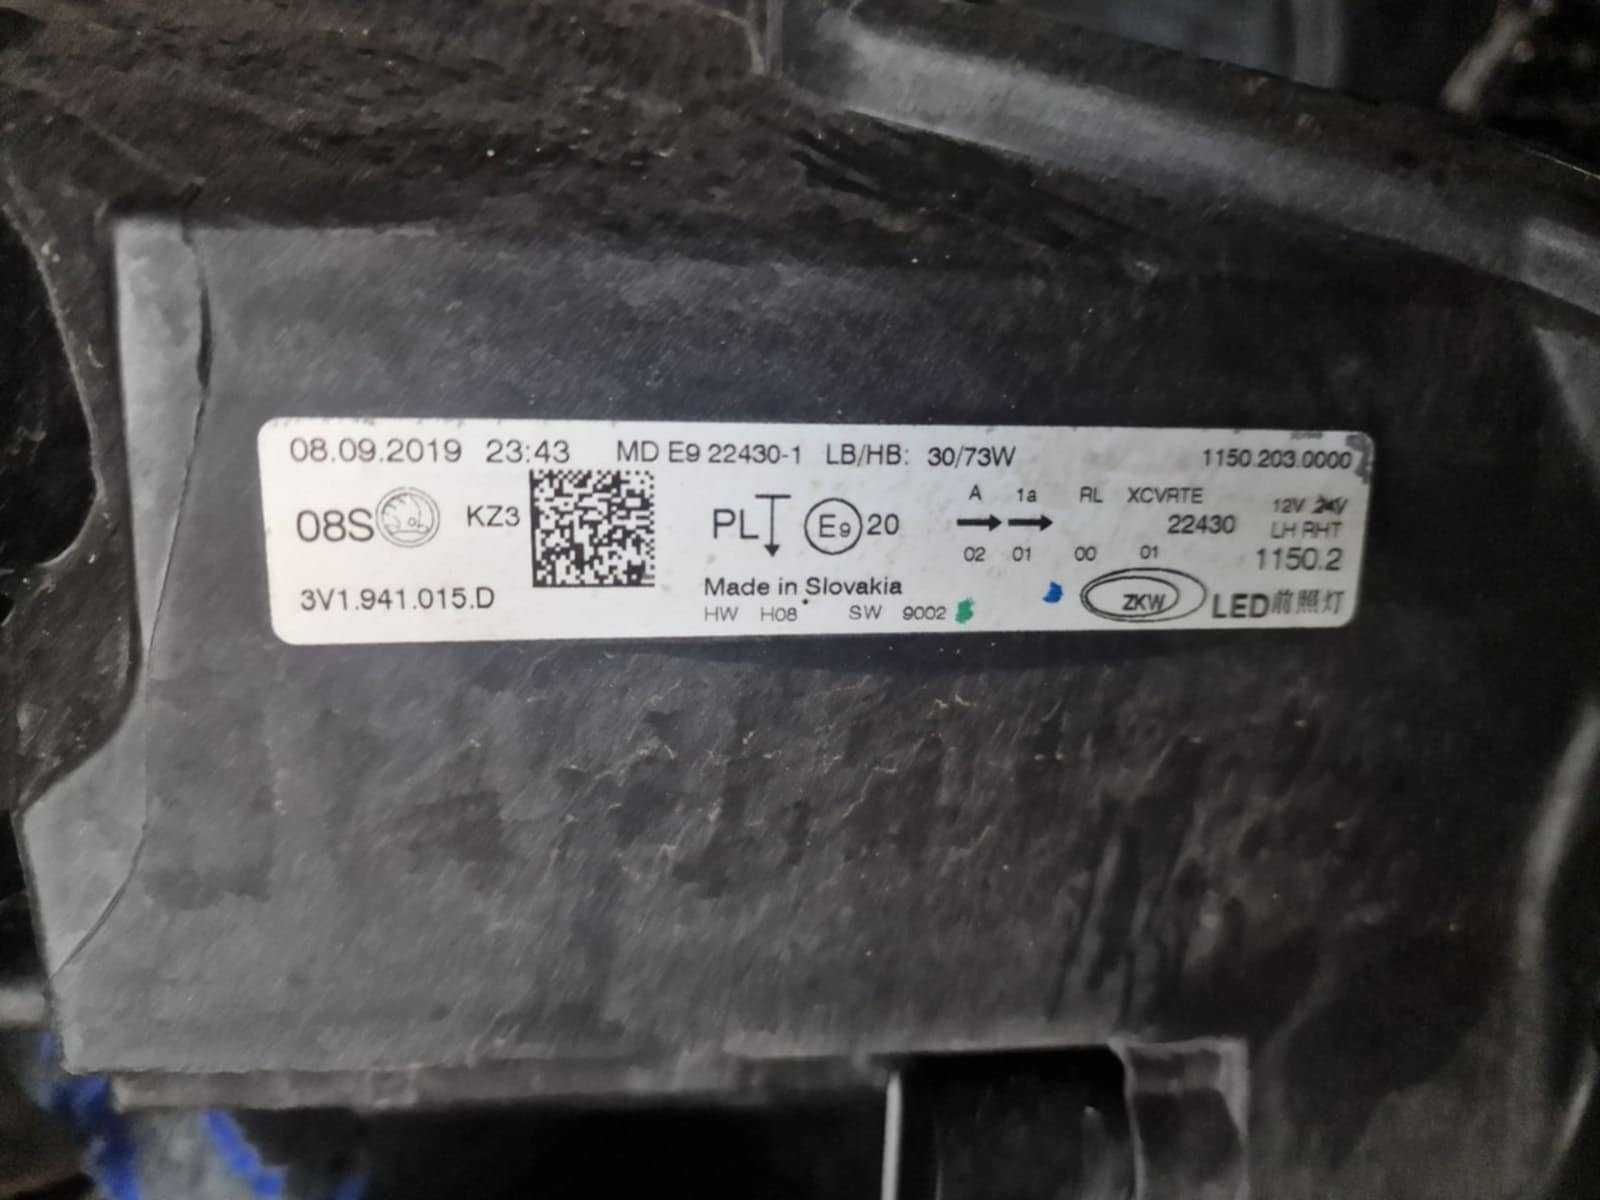 08.09.2019 23:43 MD E9 22430-1 LB/HB: 30/73W 1150.203.0000
08S KZ3 PL E9 20 A 1a RL XCVRTE 12V 24V
22430 LH RHT
02 01 00 01 1150.2
3V1.941.015.D Made in Slovakia
HW H08 SW 9002 ZKW LED前照灯